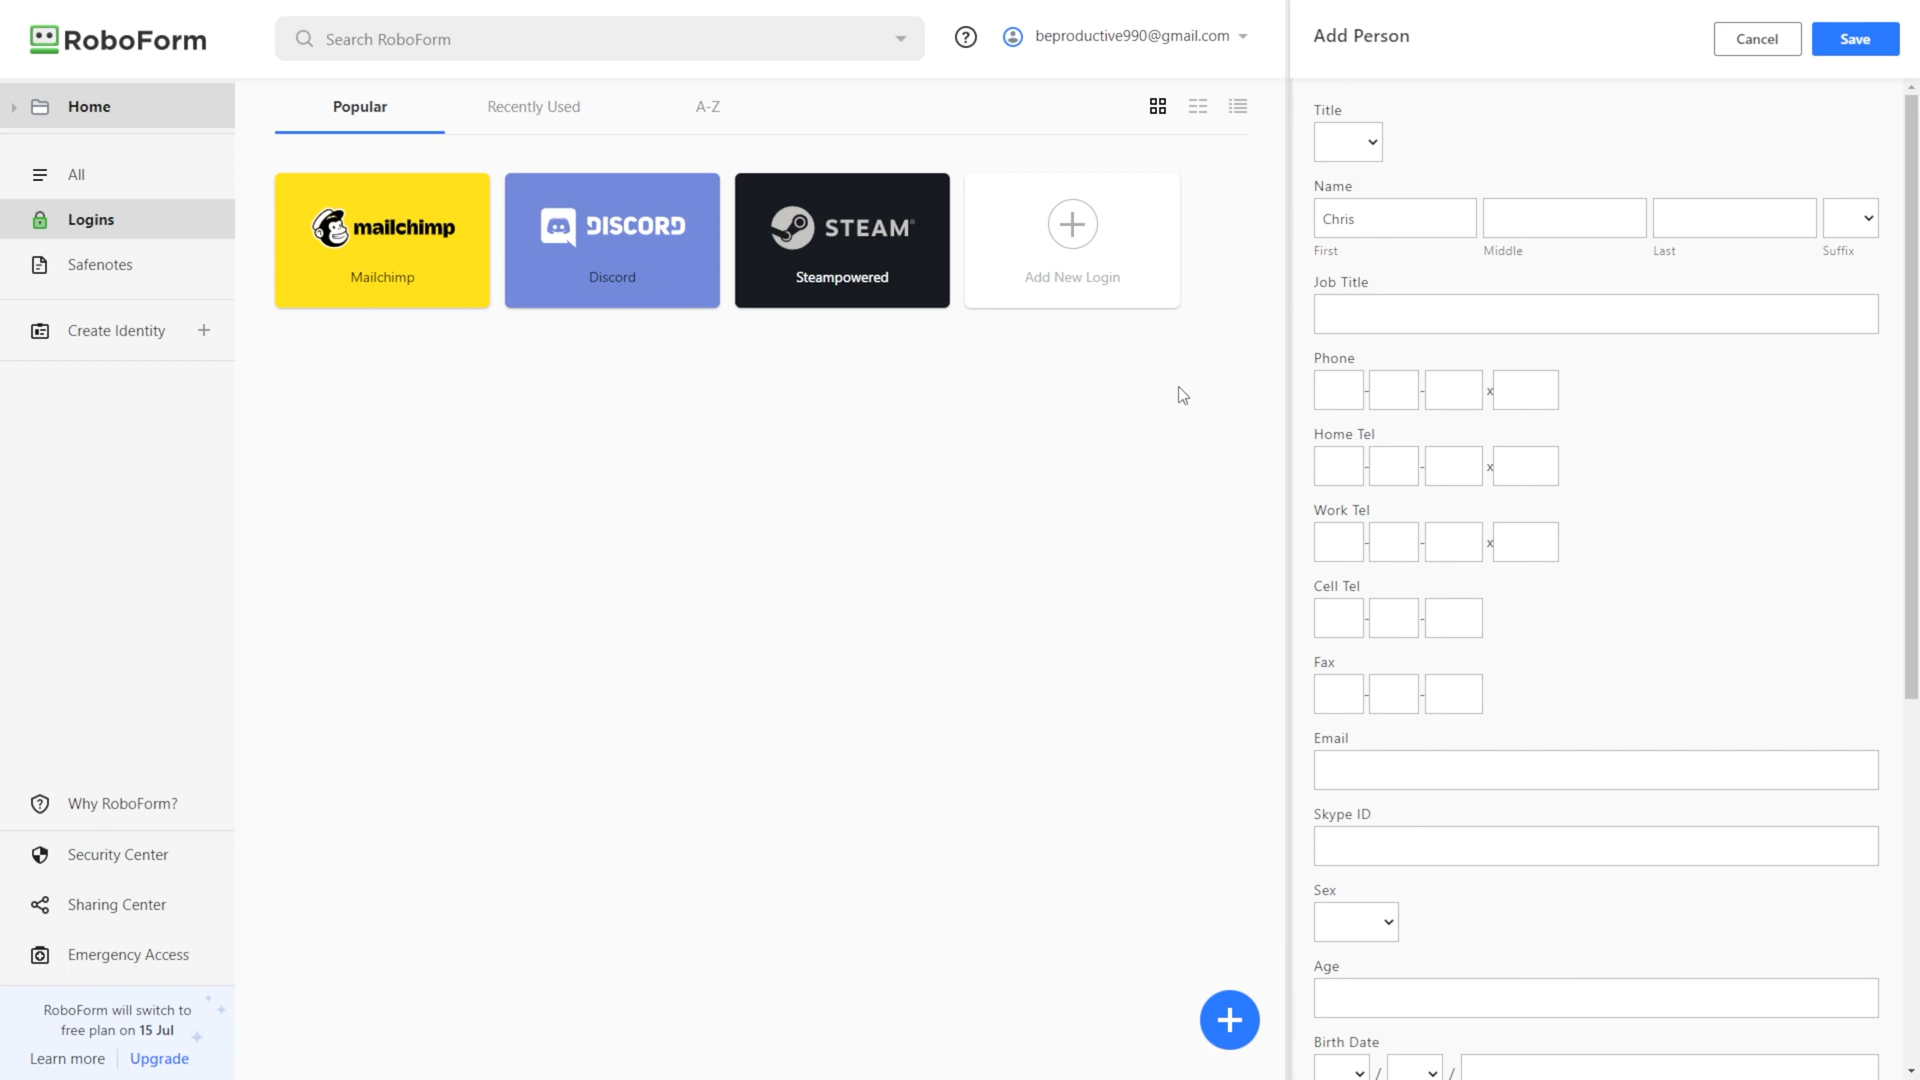 RoboForm
Search RoboForm
beproductive990@gmail.com
Add Person
Cancel
Save
Home
All
Logins
Safenotes
Create Identity
Why RoboForm?
Security Center
Sharing Center
Emergency Access
RoboForm will switch to
free plan on 15 Jul
Learn more
Upgrade
Popular
Recently Used
A-Z
mailchimp
Mailchimp
DISCORD
Discord
STEAM®
Steampowered
Add New Login
Title
Name
Chris
First
Middle
Last
Suffix
Job Title
Phone
- - x
Home Tel
- - x
Work Tel
- - x
Cell Tel
- -
Fax
- -
Email
Skype ID
Sex
Age
Birth Date
/ /